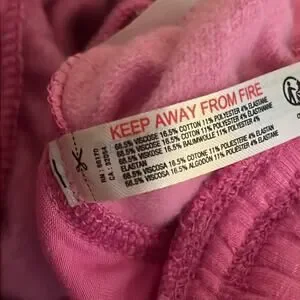 KEEP AWAY FROM FIRE
68.5% VISCOSE 16.5% COTTON 11% POLYESTER 4% ELASTANE
68.5% VISCOSE 16.5% COTTON 11% POLYESTER 4% ELASTHANNE
68.5% VISKOSE 16.5% BAUMWOLLE 11% POLYESTER 4%
ELASTAN
68.5% VISCOSA 16.5% COTONE 11% POLIESTERE 4% ELASTAN
68.5% VISCOSA 16.5% ALGODON 11% POLIESTER 4%